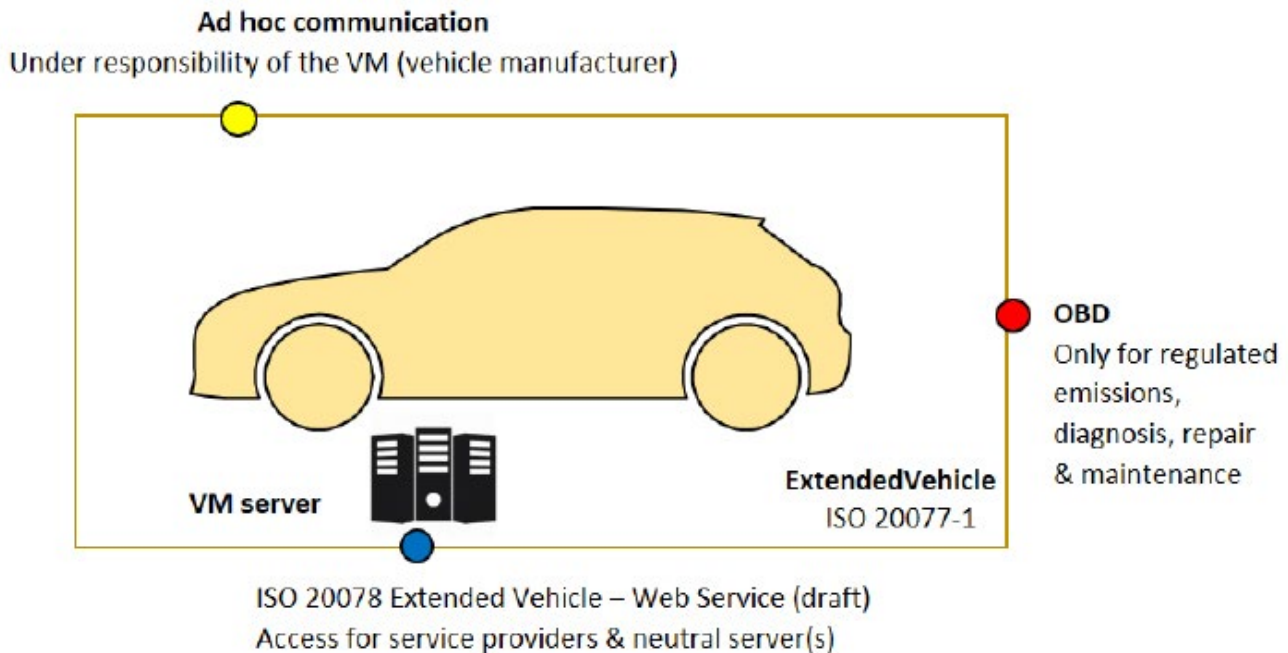 Ad hoc communication
Under responsibility of the VM (vehicle manufacturer)
OBD
Only for regulated
emissions,
diagnosis, repair
& maintenance
VM server
ExtendedVehicle
ISO 20077-1
ISO 20078 Extended Vehicle – Web Service (draft)
Access for service providers & neutral server(s)